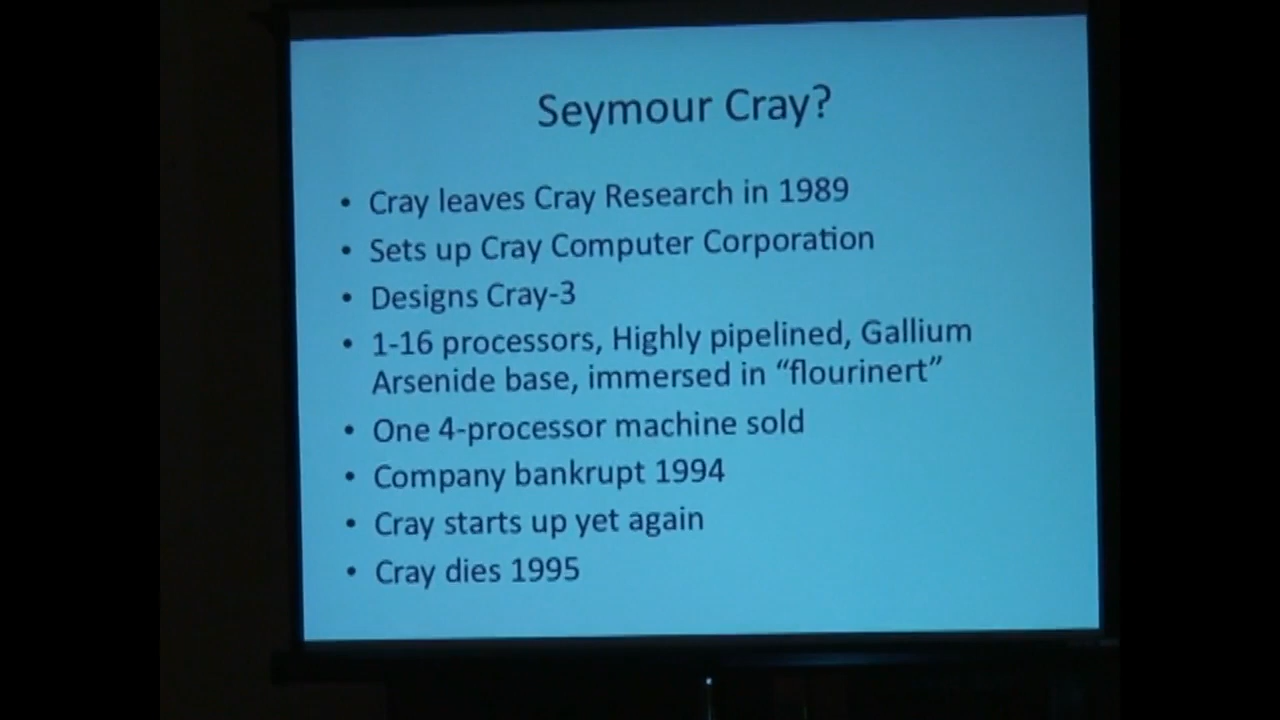 Seymour Cray?
• Cray leaves Cray Research in 1989
• Sets up Cray Computer Corporation
• Designs Cray-3
• 1-16 processors, Highly pipelined, Gallium
Arsenide base, immersed in “flourinert”
• One 4-processor machine sold
• Company bankrupt 1994
• Cray starts up yet again
• Cray dies 1995